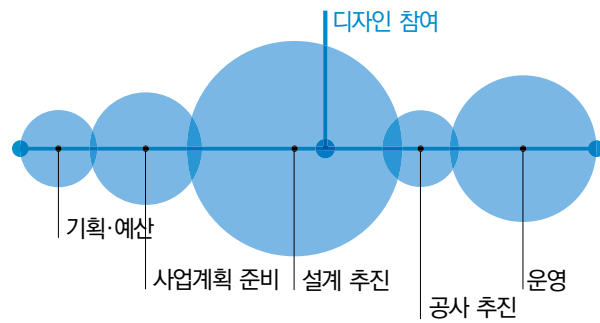 디자인 참여
기획·예산
사업계획 준비
설계 추진
공사 추진
운영